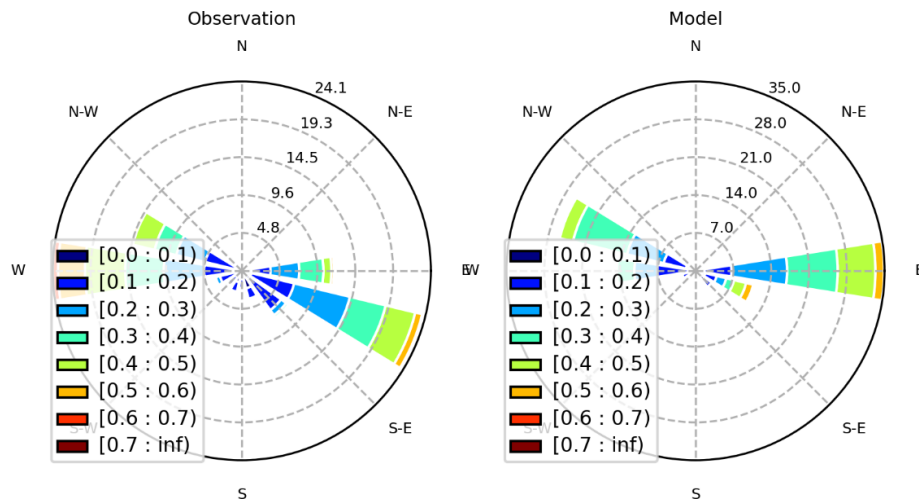 Observation
N
N-W
N-E
24.1
19.3
14.5
9.6
4.8
W
E
S-W
S-E
S
[0.0 : 0.1)
[0.1 : 0.2)
[0.2 : 0.3)
[0.3 : 0.4)
[0.4 : 0.5)
[0.5 : 0.6)
[0.6 : 0.7)
[0.7 : inf)
Model
N
N-W
N-E
35.0
28.0
21.0
14.0
7.0
W
E
S-W
S-E
S
[0.0 : 0.1)
[0.1 : 0.2)
[0.2 : 0.3)
[0.3 : 0.4)
[0.4 : 0.5)
[0.5 : 0.6)
[0.6 : 0.7)
[0.7 : inf)